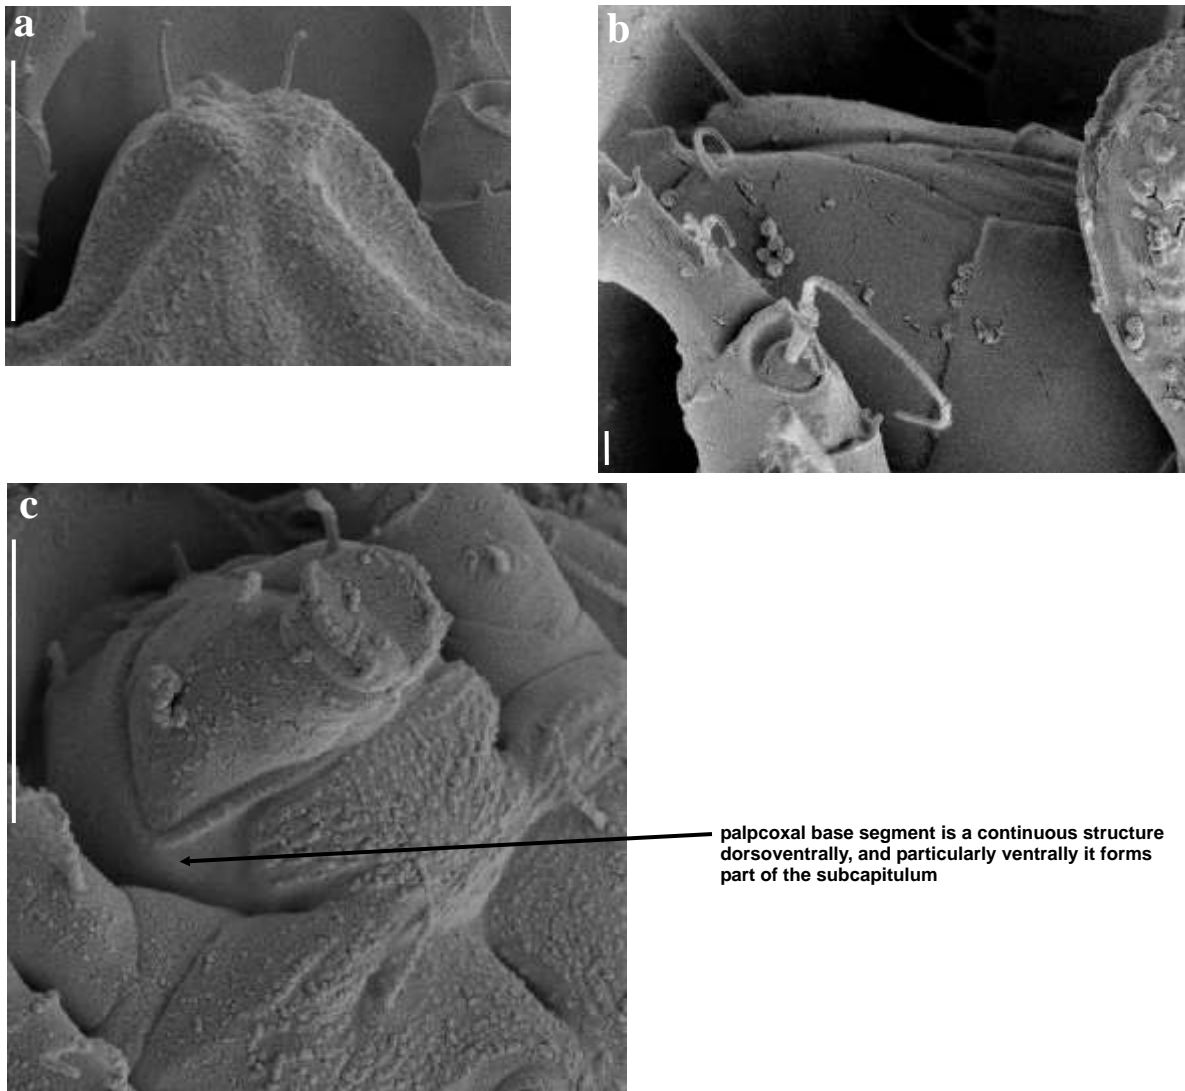 a
b
c
palpcoxal base segment is a continuous structure
dorsoventrally, and particularly ventrally it forms
part of the subcapitulum